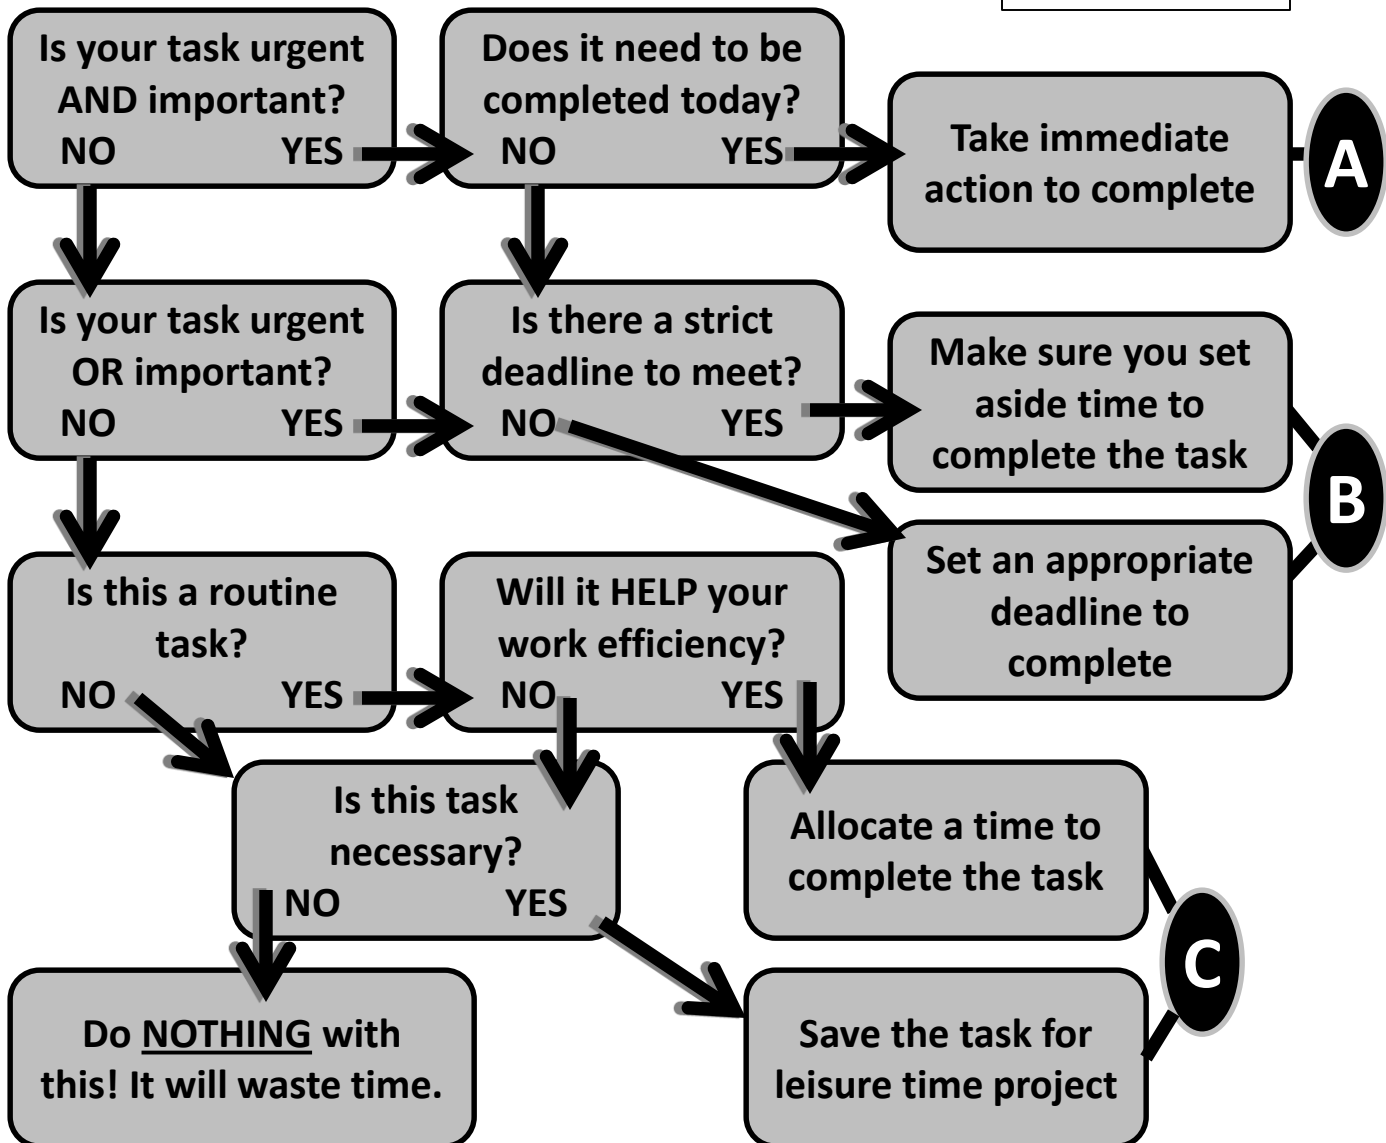 Is your task urgent
AND important?
NO YES
Does it need to be
completed today?
NO YES
Take immediate
action to complete
A
Is your task urgent
OR important?
NO YES
Is there a strict
deadline to meet?
NO YES
Make sure you set
aside time to
complete the task
B
Set an appropriate
deadline to
complete
Is this a routine
task?
NO YES
Will it HELP your
work efficiency?
NO YES
Is this task
necessary?
NO YES
Allocate a time to
complete the task
C
Do NOTHING with
this! It will waste time.
Save the task for
leisure time project